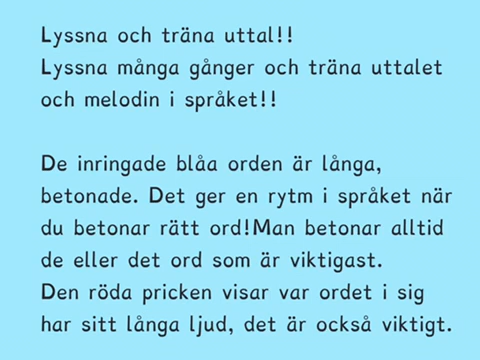 Lyssna och träna uttal!!
Lyssna många gånger och träna uttalet
och melodin i språket!!
De inringade blåa orden är långa,
betonade. Det ger en rytm i språket när
du betonar rätt ord!Man betonar alltid
de eller det ord som är viktigast.
Den röda pricken visar var ordet i sig
har sitt långa ljud, det är också viktigt.